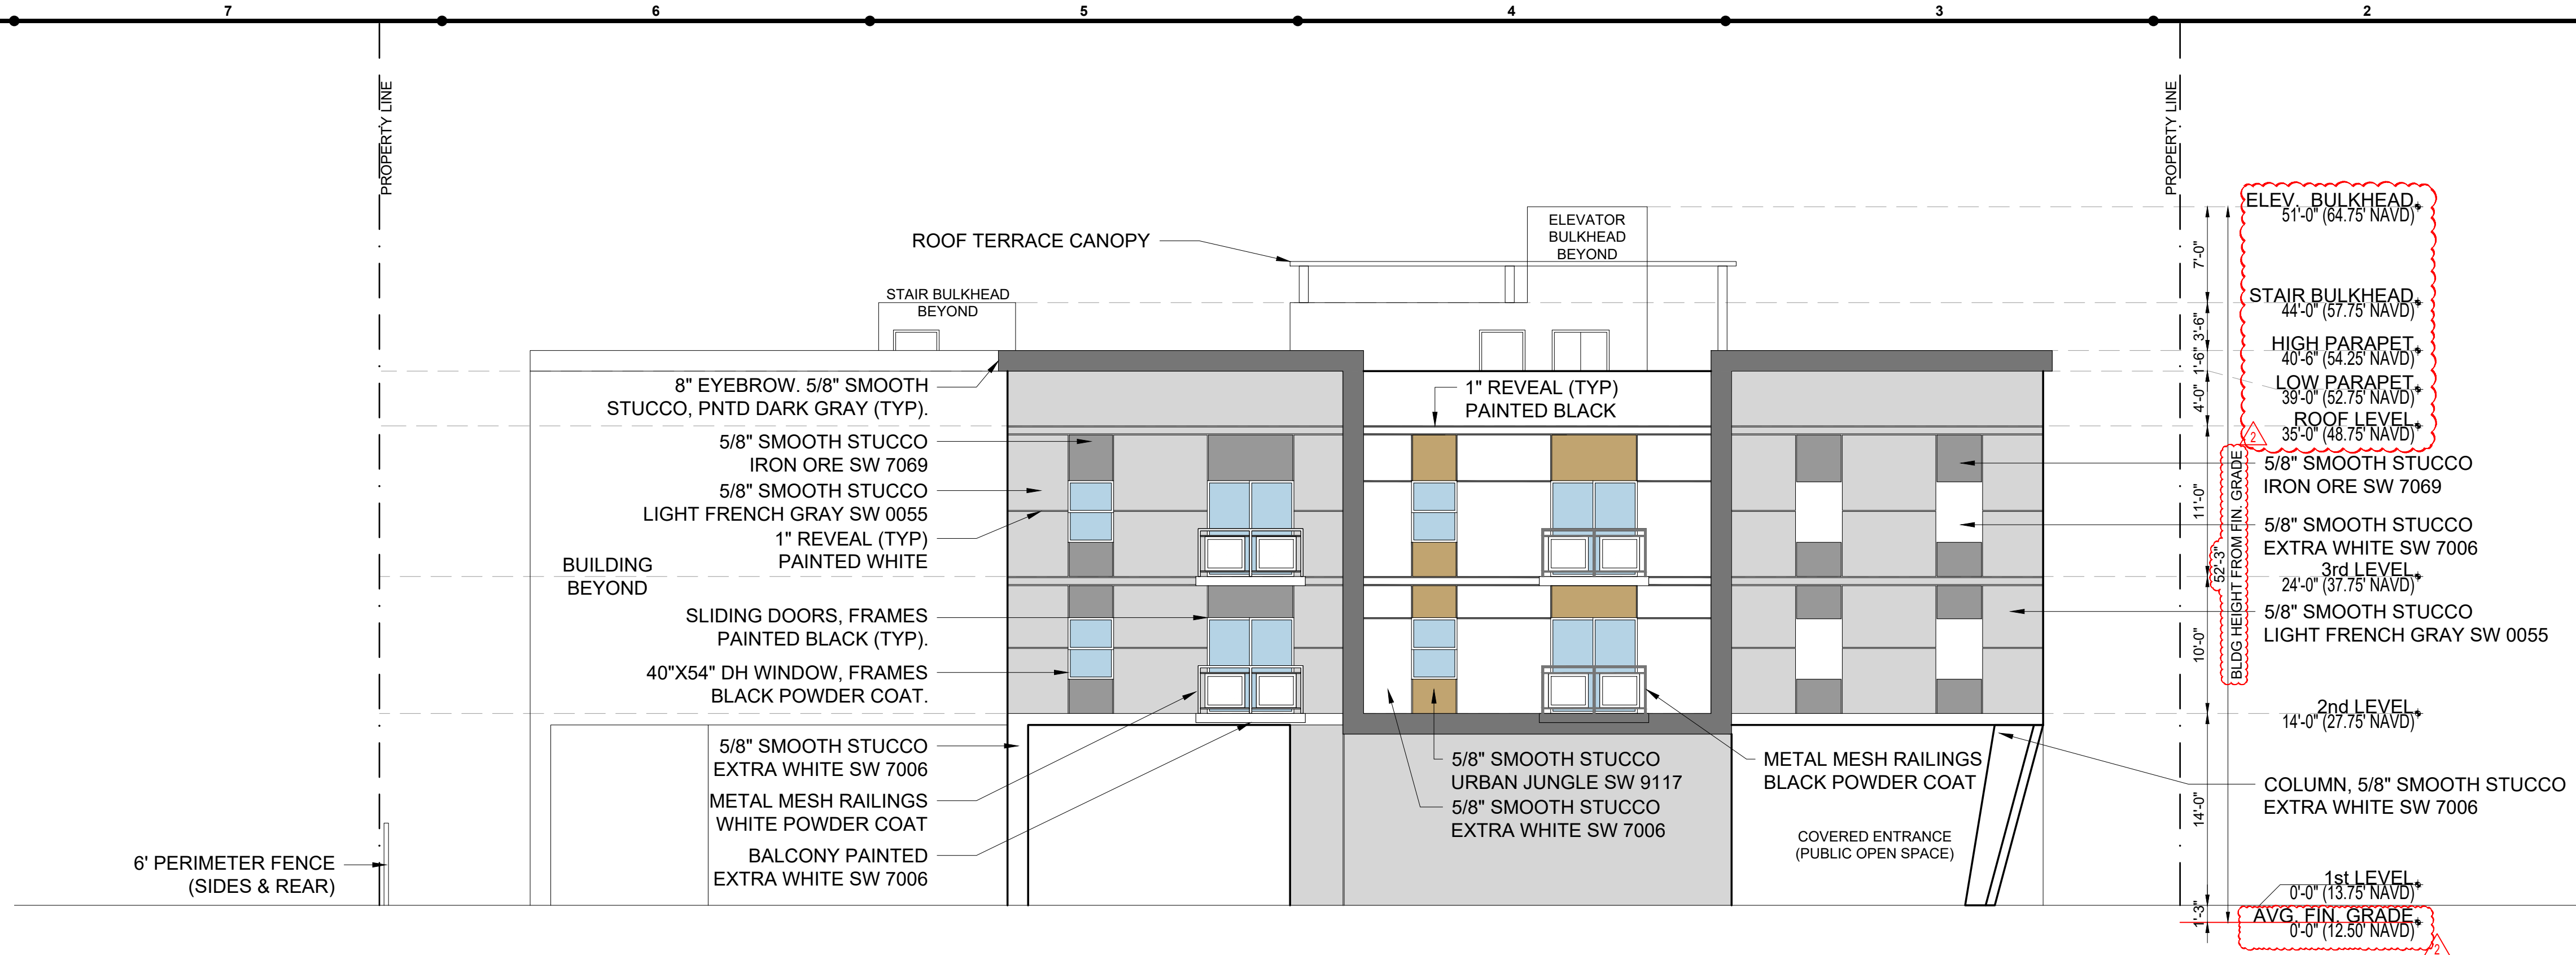 7 6 5 4 3 2
PROPERTY LINE
PROPERTY LINE
ROOF TERRACE CANOPY
ELEVATOR
BULKHEAD
BEYOND
STAIR BULKHEAD
BEYOND
8" EYEBROW. 5/8" SMOOTH
STUCCO, PNTD DARK GRAY (TYP).
5/8" SMOOTH STUCCO
IRON ORE SW 7069
5/8" SMOOTH STUCCO
LIGHT FRENCH GRAY SW 0055
1" REVEAL (TYP)
PAINTED WHITE
BUILDING
BEYOND
SLIDING DOORS, FRAMES
PAINTED BLACK (TYP).
40"X54" DH WINDOW, FRAMES
BLACK POWDER COAT.
5/8" SMOOTH STUCCO
EXTRA WHITE SW 7006
METAL MESH RAILINGS
WHITE POWDER COAT
BALCONY PAINTED
EXTRA WHITE SW 7006
6' PERIMETER FENCE
(SIDES & REAR)
1" REVEAL (TYP)
PAINTED BLACK
5/8" SMOOTH STUCCO
URBAN JUNGLE SW 9117
5/8" SMOOTH STUCCO
EXTRA WHITE SW 7006
METAL MESH RAILINGS
BLACK POWDER COAT
COVERED ENTRANCE
(PUBLIC OPEN SPACE)
7'-0"
3'-6"
1'-6"
4'-0"
11'-0"
10'-0"
14'-0"
1'-3"
52'-3"
BLDG HEIGHT FROM FIN. GRADE
ELEV. BULKHEAD
51'-0" (64.75' NAVD)
STAIR BULKHEAD
44'-0" (57.75' NAVD)
HIGH PARAPET
40'-6" (54.25' NAVD)
LOW PARAPET
39'-0" (52.75' NAVD)
ROOF LEVEL
35'-0" (48.75' NAVD)
2
5/8" SMOOTH STUCCO
IRON ORE SW 7069
5/8" SMOOTH STUCCO
EXTRA WHITE SW 7006
3rd LEVEL
24'-0" (37.75' NAVD)
5/8" SMOOTH STUCCO
LIGHT FRENCH GRAY SW 0055
2nd LEVEL
14'-0" (27.75' NAVD)
COLUMN, 5/8" SMOOTH STUCCO
EXTRA WHITE SW 7006
1st LEVEL
0'-0" (13.75' NAVD)
AVG. FIN. GRADE
0'-0" (12.50' NAVD)
2